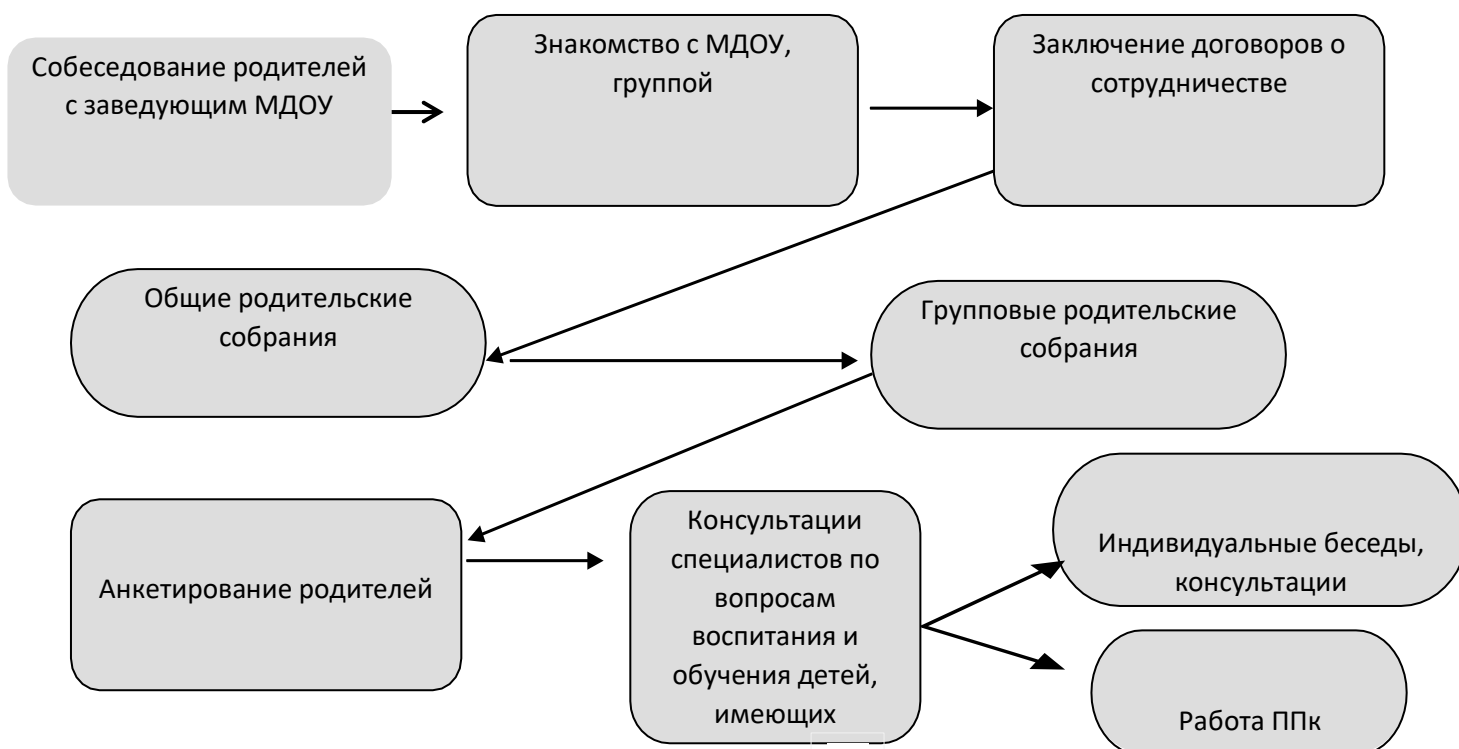 Собеседование родителей
с заведующим МДОУ
Знакомство с МДОУ,
группой
Заключение договоров о
сотрудничестве
Общие родительские
собрания
Групповые родительские
собрания
Анкетирование родителей
Консультации
специалистов по
вопросам
воспитания и
обучения детей,
имеющих
Индивидуальные беседы,
консультации
Работа ППк